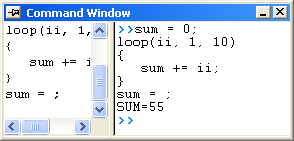 Command Window
loop(ii, 1,
{
sum += i
}
sum = ;
>>sum = 0;
loop(ii, 1, 10)
{
sum += ii;
}
sum = ;
SUM=55
>>